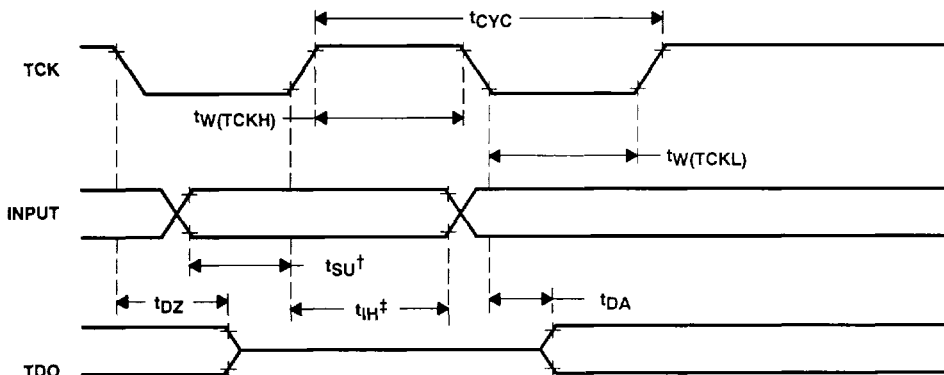 tCYC
TCK
tW(TCKH)
tW(TCKL)
INPUT
tSU†
tDZ
tIH‡
tDA
TDO